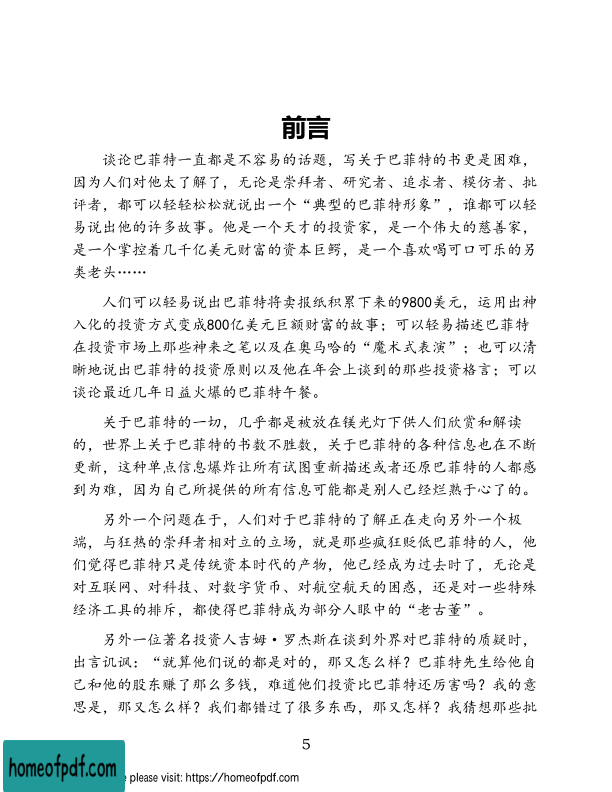 前言
谈论巴菲特一直都是不容易的话题，写关于巴菲特的书更是困难，
因为人们对他太了解了，无论是崇拜者、研究者、追求者、模仿者、批
评者，都可以轻轻松松就说出一个“典型的巴菲特形象”，谁都可以轻
易说出他的许多故事。他是一个天才的投资家，是一个伟大的慈善家，
是一个掌控着几千亿美元财富的资本巨鳄，是一个喜欢喝可口可乐的另
类老头……
人们可以轻易说出巴菲特将卖报纸积累下来的9800美元，运用出神
入化的投资方式变成800亿美元巨额财富的故事；可以轻易描述巴菲特
在投资市场上那些神来之笔以及在奥马哈的“魔术式表演”；也可以清
晰地说出巴菲特的投资原则以及他在年会上谈到的那些投资格言；可以
谈论最近几年日益火爆的巴菲特午餐。
关于巴菲特的一切，几乎都是被放在镁光灯下供人们欣赏和解读
的，世界上关于巴菲特的书数不胜数，关于巴菲特的各种信息也在不断
更新，这种单点信息爆炸让所有试图重新描述或者还原巴菲特的人都感
到为难，因为自己所提供的所有信息可能都是别人已经烂熟于心了的。
另外一个问题在于，人们对于巴菲特的了解正在走向另外一个极
端，与狂热的崇拜者相对立的立场，就是那些疯狂贬低巴菲特的人，他
们觉得巴菲特只是传统资本时代的产物，他已经成为过去时了，无论是
对互联网、对科技、对数字货币、对航空航天的困惑，还是对一些特殊
经济工具的排斥，都使得巴菲特成为部分人眼中的“老古董”。
另外一位著名投资人吉姆·罗杰斯在谈到外界对巴菲特的质疑时，
出言讥讽：“就算他们说的都是对的，那又怎么样？巴菲特先生给他自
己和他的股东赚了那么多钱，难道他们投资比巴菲特还厉害吗？我的意
思是，那又怎么样？我们都错过了很多东西，那又怎样？我猜想那些批
5
homeofpdf.com
e please visit: https://homeofpdf.com